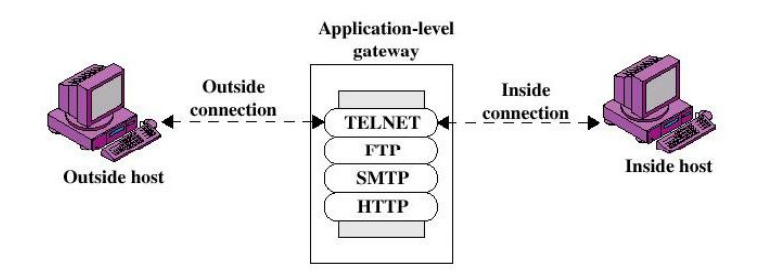 Application-level
gateway
Outside
connection
Inside
connection
TELNET
FTP
SMTP
HTTP
Outside host
Inside host